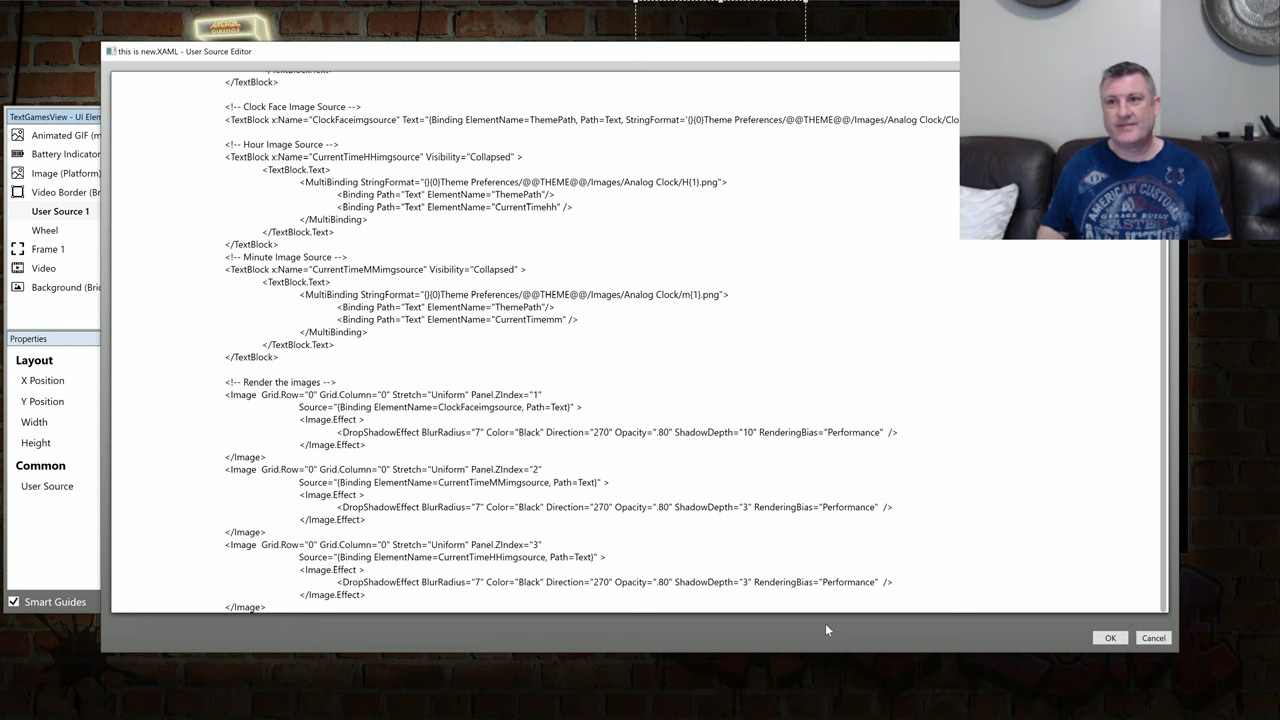 ARCADE
CLASSICS
this is new.XAML - User Source Editor
</TextBlock.Text>
</TextBlock>
<!-- Clock Face Image Source -->
<TextBlock x:Name="ClockFaceimgsource" Text="{Binding ElementName=ThemePath, Path=Text, StringFormat='{}{0}Theme Preferences/@@THEME@@/Images/Analog Clock/Clo
<!-- Hour Image Source -->
<TextBlock x:Name="CurrentTimeHHimgsource" Visibility="Collapsed" >
<TextBlock.Text>
<MultiBinding StringFormat="{}{0}Theme Preferences/@@THEME@@/Images/Analog Clock/H{1}.png">
<Binding Path="Text" ElementName="ThemePath"/>
<Binding Path="Text" ElementName="CurrentTimehh" />
</MultiBinding>
</TextBlock.Text>
</TextBlock>
<!-- Minute Image Source -->
<TextBlock x:Name="CurrentTimeMMimgsource" Visibility="Collapsed" >
<TextBlock.Text>
<MultiBinding StringFormat="{}{0}Theme Preferences/@@THEME@@/Images/Analog Clock/m{1}.png">
<Binding Path="Text" ElementName="ThemePath"/>
<Binding Path="Text" ElementName="CurrentTimemm" />
</MultiBinding>
</TextBlock.Text>
</TextBlock>
<!-- Render the images -->
<Image Grid.Row="0" Grid.Column="0" Stretch="Uniform" Panel.ZIndex="1"
Source="{Binding ElementName=ClockFaceimgsource, Path=Text}" >
<Image.Effect >
<DropShadowEffect BlurRadius="7" Color="Black" Direction="270" Opacity=".80" ShadowDepth="10" RenderingBias="Performance" />
</Image.Effect>
</Image>
<Image Grid.Row="0" Grid.Column="0" Stretch="Uniform" Panel.ZIndex="2"
Source="{Binding ElementName=CurrentTimeMMimgsource, Path=Text}" >
<Image.Effect >
<DropShadowEffect BlurRadius="7" Color="Black" Direction="270" Opacity=".80" ShadowDepth="3" RenderingBias="Performance" />
</Image.Effect>
</Image>
<Image Grid.Row="0" Grid.Column="0" Stretch="Uniform" Panel.ZIndex="3"
Source="{Binding ElementName=CurrentTimeHHimgsource, Path=Text}" >
<Image.Effect >
<DropShadowEffect BlurRadius="7" Color="Black" Direction="270" Opacity=".80" ShadowDepth="3" RenderingBias="Performance" />
</Image.Effect>
</Image>
OK Cancel
TextGamesView - UI Elem
Animated GIF (m
Battery Indicator
Image (Platform)
Video Border (Br
User Source 1
Wheel
Frame 1
Video
Background (Bric
Properties
Layout
X Position
Y Position
Width
Height
Common
User Source
Smart Guides
AMERICAN CUSTOMS
GARAGE BUILT